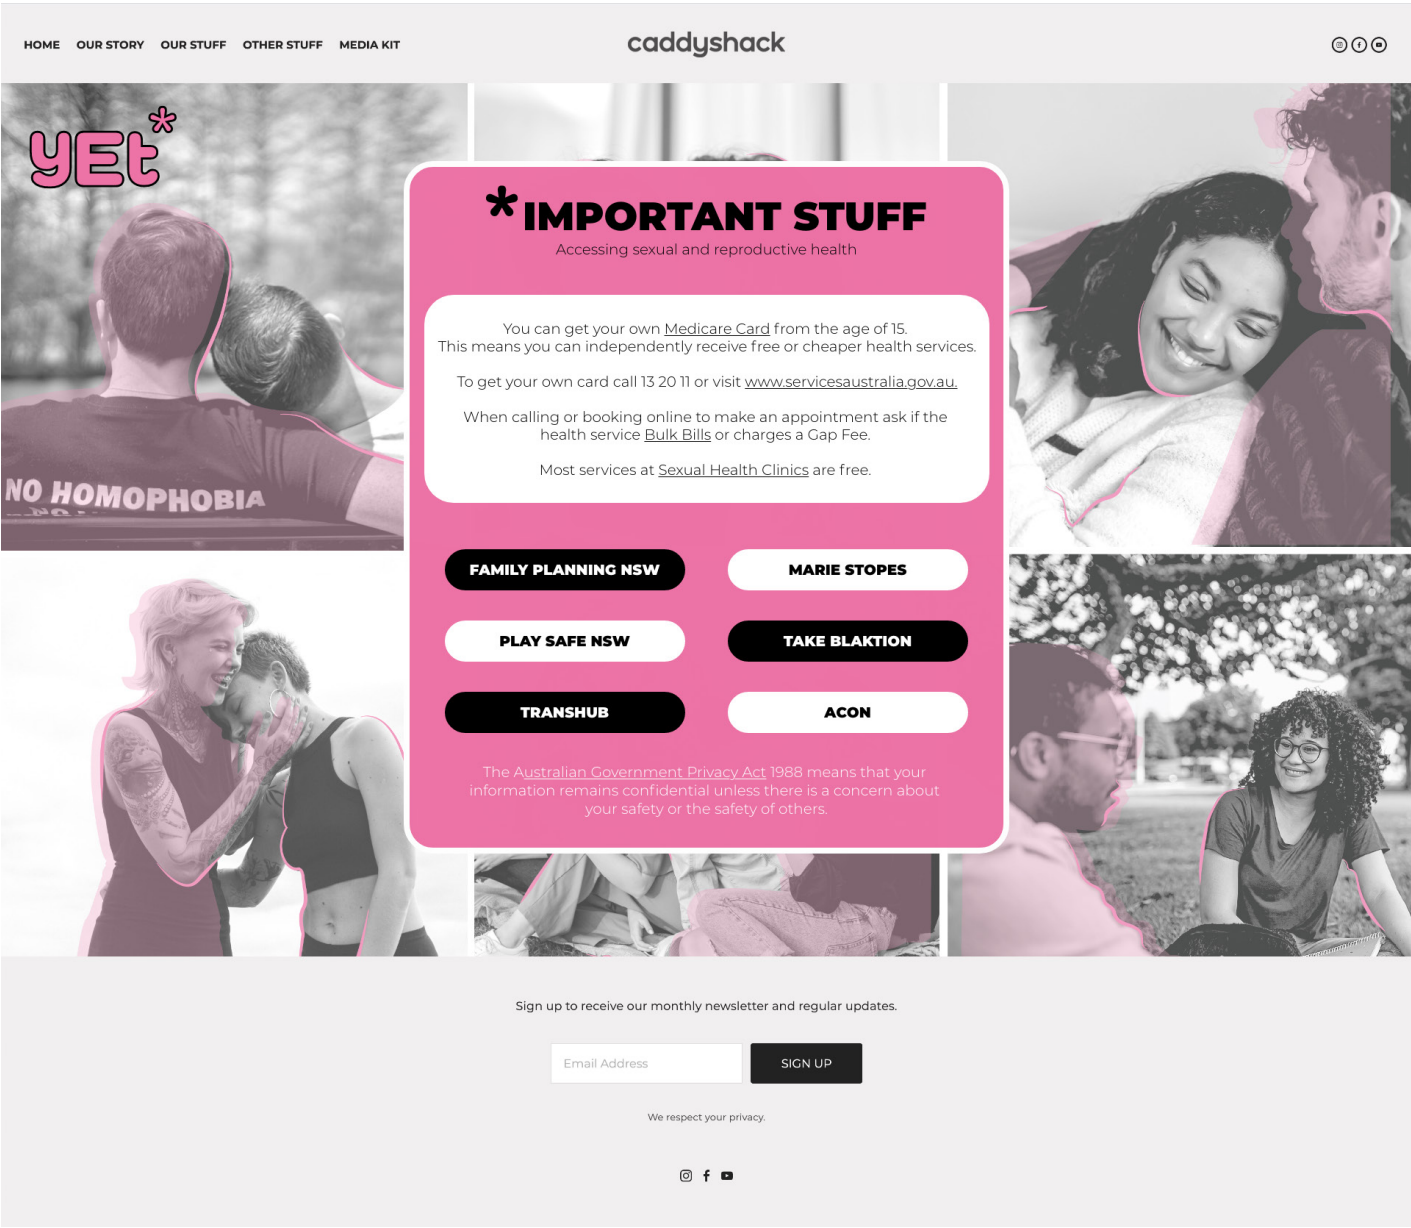 HOME OUR STORY OUR STUFF OTHER STUFF MEDIA KIT
caddyshack
yEt*
*IMPORTANT STUFF
Accessing sexual and reproductive health
You can get your own Medicare Card from the age of 15.
This means you can independently receive free or cheaper health services.
To get your own card call 13 20 11 or visit www.servicesaustralia.gov.au.
When calling or booking online to make an appointment ask if the
health service Bulk Bills or charges a Gap Fee.
Most services at Sexual Health Clinics are free.
NO HOMOPHOBIA
FAMILY PLANNING NSW
MARIE STOPES
PLAY SAFE NSW
TAKE BLAKTION
TRANSHUB
ACON
The Australian Government Privacy Act 1988 means that your
information remains confidential unless there is a concern about
your safety or the safety of others.
Sign up to receive our monthly newsletter and regular updates.
Email Address
SIGN UP
We respect your privacy.